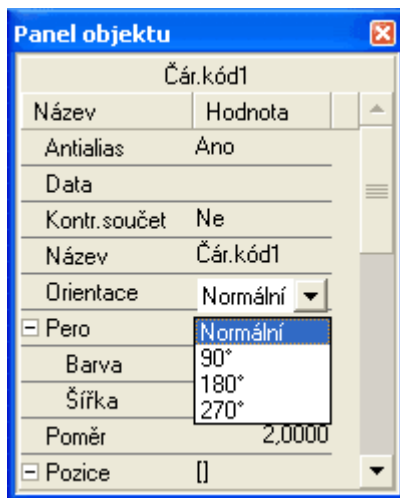 Panel objektu
Čár.kód1
Název Hodnota
Antialias Ano
Data
Kontr.součet Ne
Název Čár.kód1
Orientace Normální
Pero Normální
90°
Barva 180°
Šířka 270°
Poměr 2,0000
Pozice []